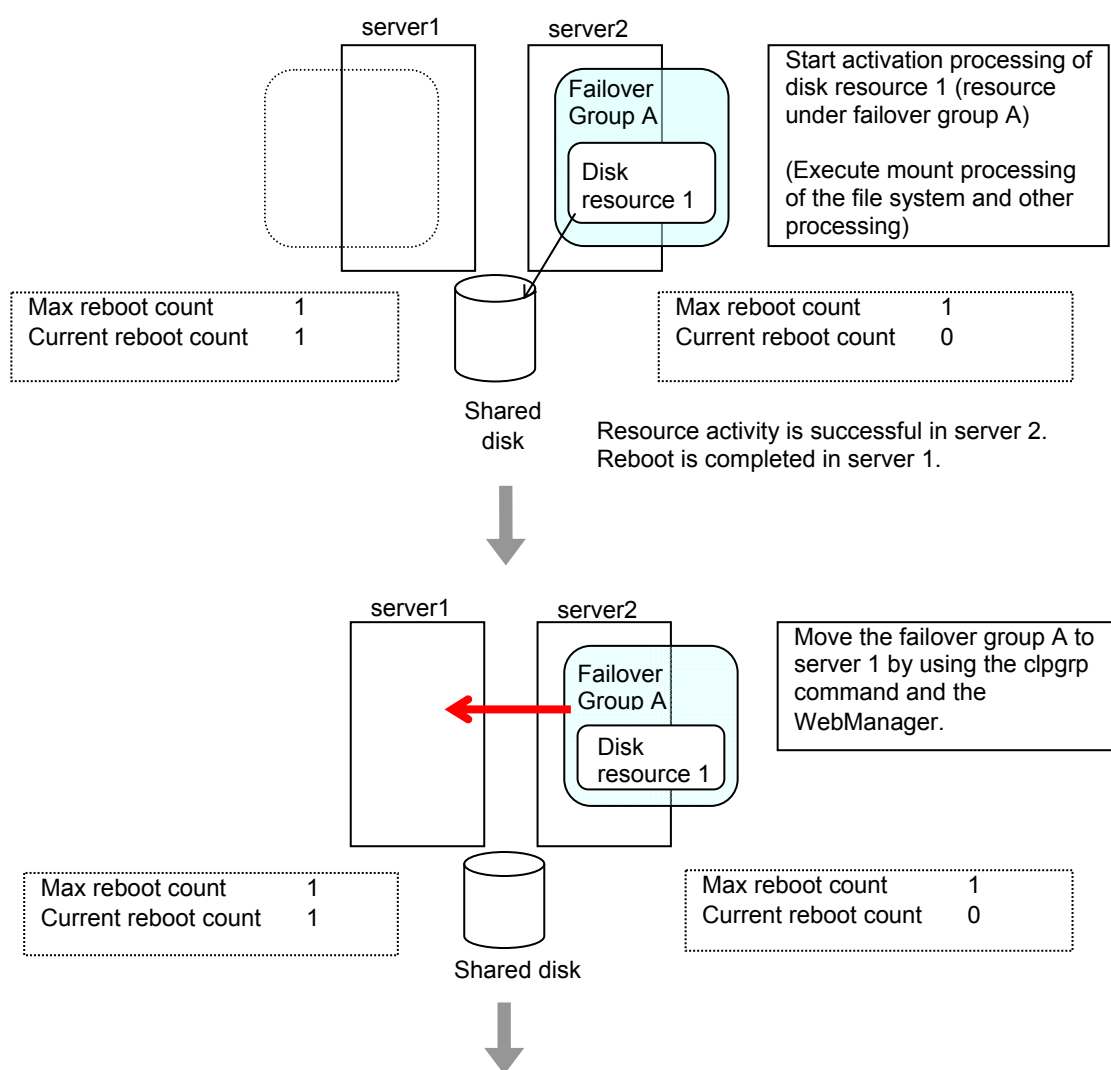 server1
server2
Failover
Group A
Disk
resource 1
Start activation processing of
disk resource 1 (resource
under failover group A)
(Execute mount processing
of the file system and other
processing)
Max reboot count 1
Current reboot count 1
Max reboot count 1
Current reboot count 0
Shared
disk
Resource activity is successful in server 2.
Reboot is completed in server 1.
server1
server2
Failover
Group A
Disk
resource 1
Move the failover group A to
server 1 by using the clpgrp
command and the
WebManager.
Max reboot count 1
Current reboot count 1
Max reboot count 1
Current reboot count 0
Shared disk